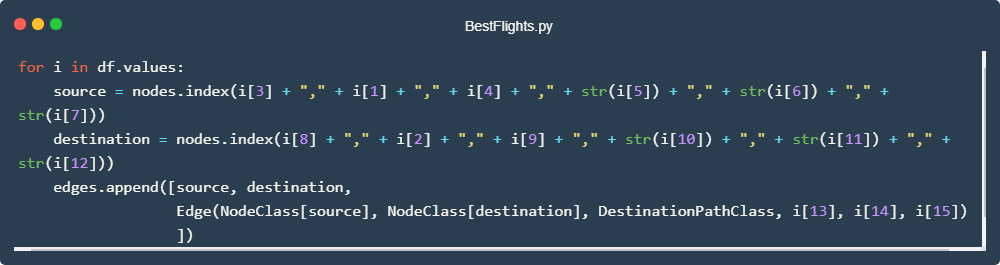 BestFlights.py
for i in df.values:
    source = nodes.index(i[3] + "," + i[1] + "," + i[4] + "," + str(i[5]) + "," + str(i[6]) + "," +
str(i[7]))
    destination = nodes.index(i[8] + "," + i[2] + "," + i[9] + "," + str(i[10]) + "," + str(i[11]) + "," +
str(i[12]))
    edges.append([source, destination,
                  Edge(NodeClass[source], NodeClass[destination], DestinationPathClass, i[13], i[14], i[15])
                  ])